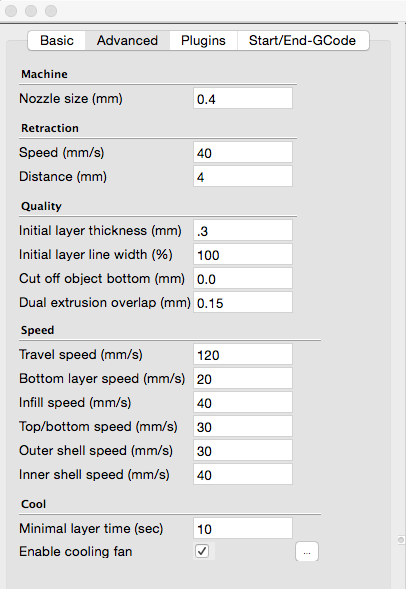 Basic Advanced Plugins Start/End-GCode
Machine
Nozzle size (mm) 0.4
Retraction
Speed (mm/s) 40
Distance (mm) 4
Quality
Initial layer thickness (mm) .3
Initial layer line width (%) 100
Cut off object bottom (mm) 0.0
Dual extrusion overlap (mm) 0.15
Speed
Travel speed (mm/s) 120
Bottom layer speed (mm/s) 20
Infill speed (mm/s) 40
Top/bottom speed (mm/s) 30
Outer shell speed (mm/s) 30
Inner shell speed (mm/s) 40
Cool
Minimal layer time (sec) 10
Enable cooling fan ...